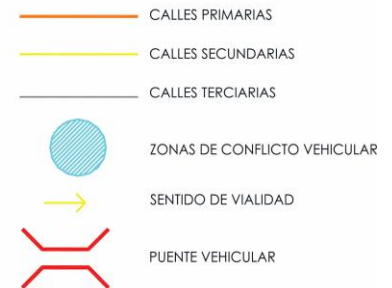 CALLES PRIMARIAS
CALLES SECUNDARIAS
CALLES TERCIARIAS
ZONAS DE CONFLICTO VEHICULAR
SENTIDO DE VIALIDAD
PUENTE VEHICULAR